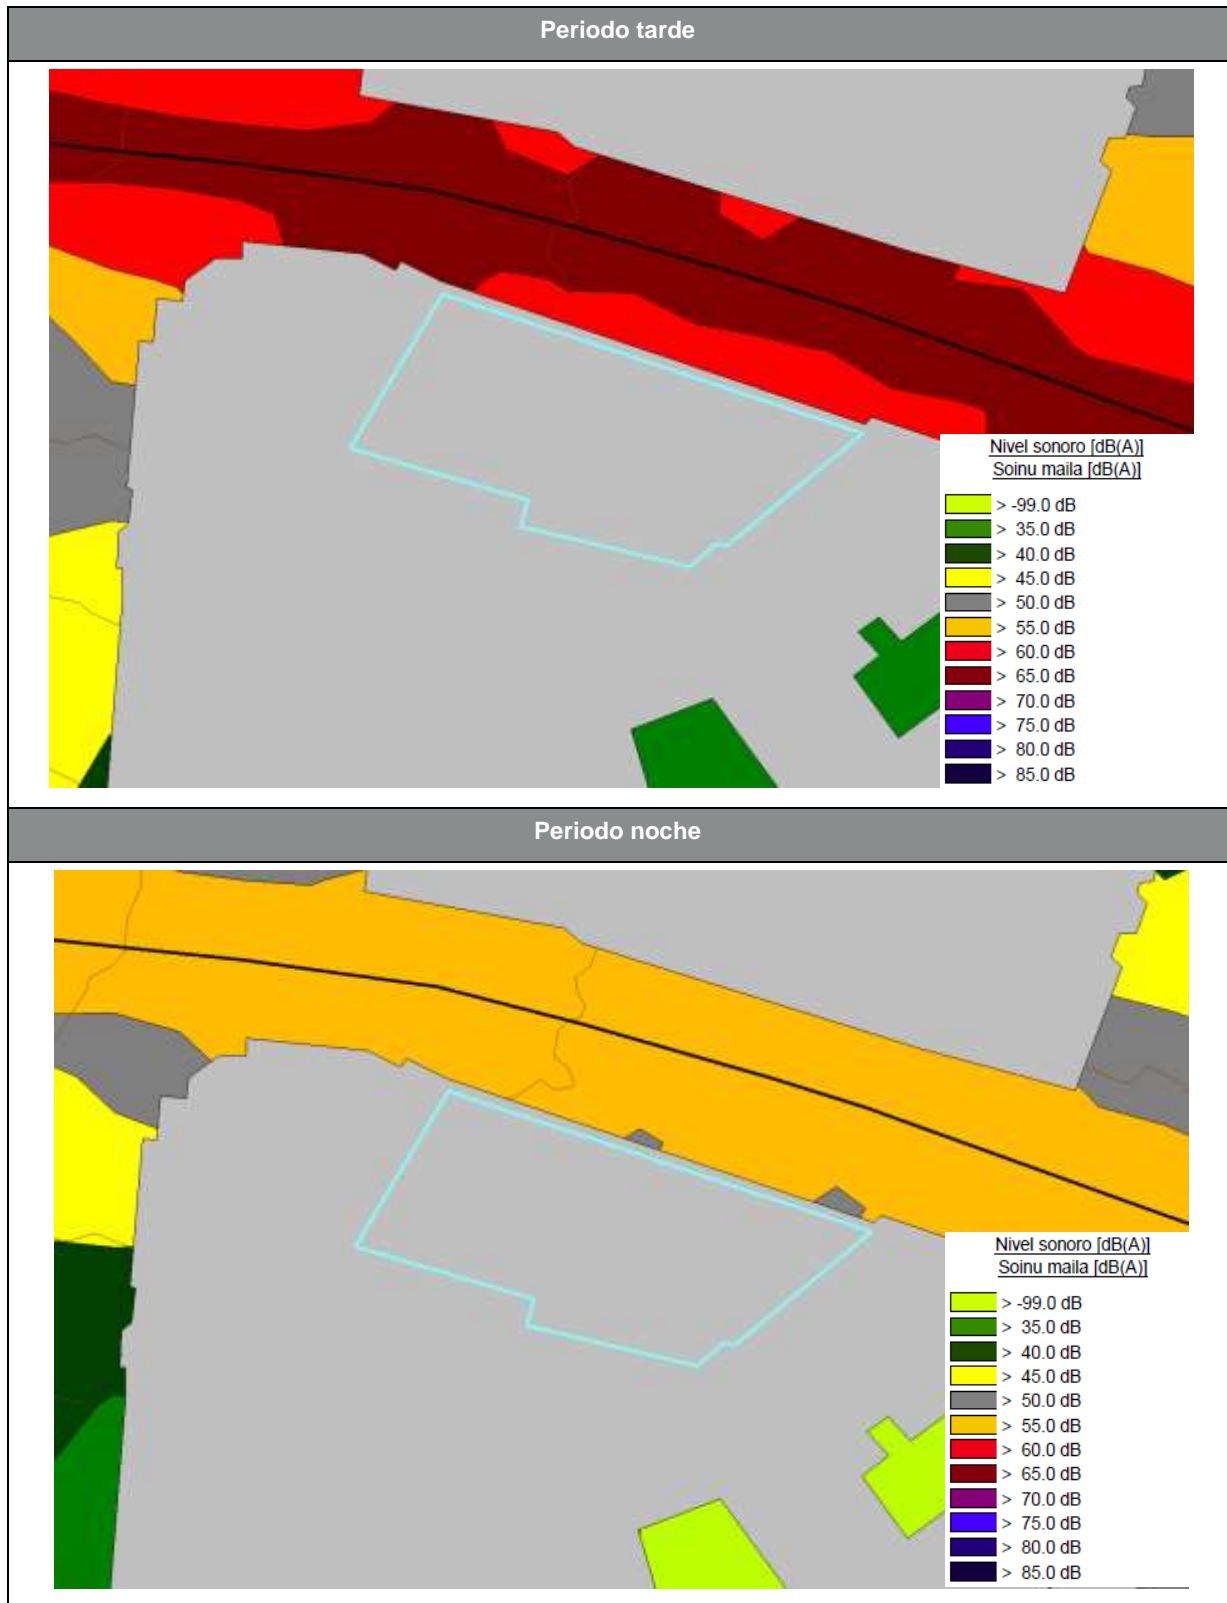 Periodo tarde
Nivel sonoro [dB(A)]
Soinu maila [dB(A)]
> -99.0 dB
> 35.0 dB
> 40.0 dB
> 45.0 dB
> 50.0 dB
> 55.0 dB
> 60.0 dB
> 65.0 dB
> 70.0 dB
> 75.0 dB
> 80.0 dB
> 85.0 dB
Periodo noche
Nivel sonoro [dB(A)]
Soinu maila [dB(A)]
> -99.0 dB
> 35.0 dB
> 40.0 dB
> 45.0 dB
> 50.0 dB
> 55.0 dB
> 60.0 dB
> 65.0 dB
> 70.0 dB
> 75.0 dB
> 80.0 dB
> 85.0 dB